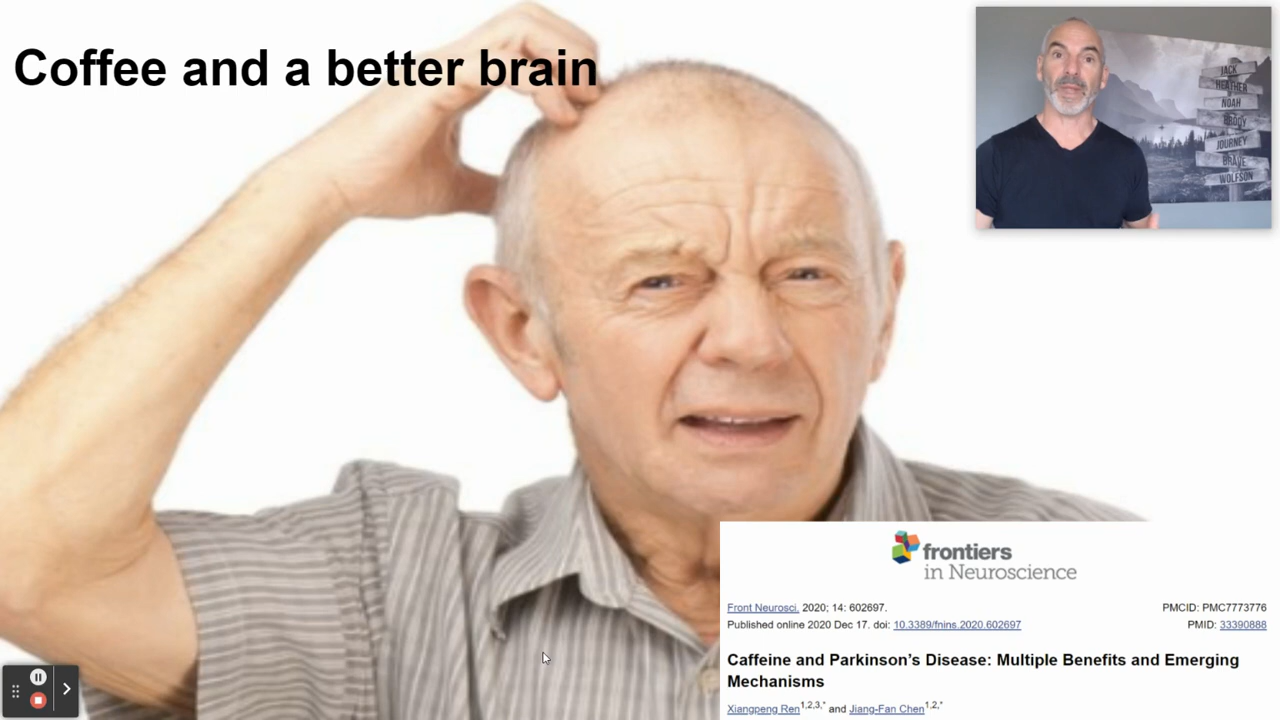 Coffee and a better brain
JACK
HEATHER
NOAH
BRODY
JOURNEY
BRAVE
WOLFSON
frontiers
in Neuroscience
Front Neurosci. 2020; 14: 602697.
PMCID: PMC7773776
Published online 2020 Dec 17. doi: 10.3389/fnins.2020.602697
PMID: 33390888
Caffeine and Parkinson’s Disease: Multiple Benefits and Emerging
Mechanisms
Xiangpeng Ren1,2,3,* and Jiang-Fan Chen1,2,*